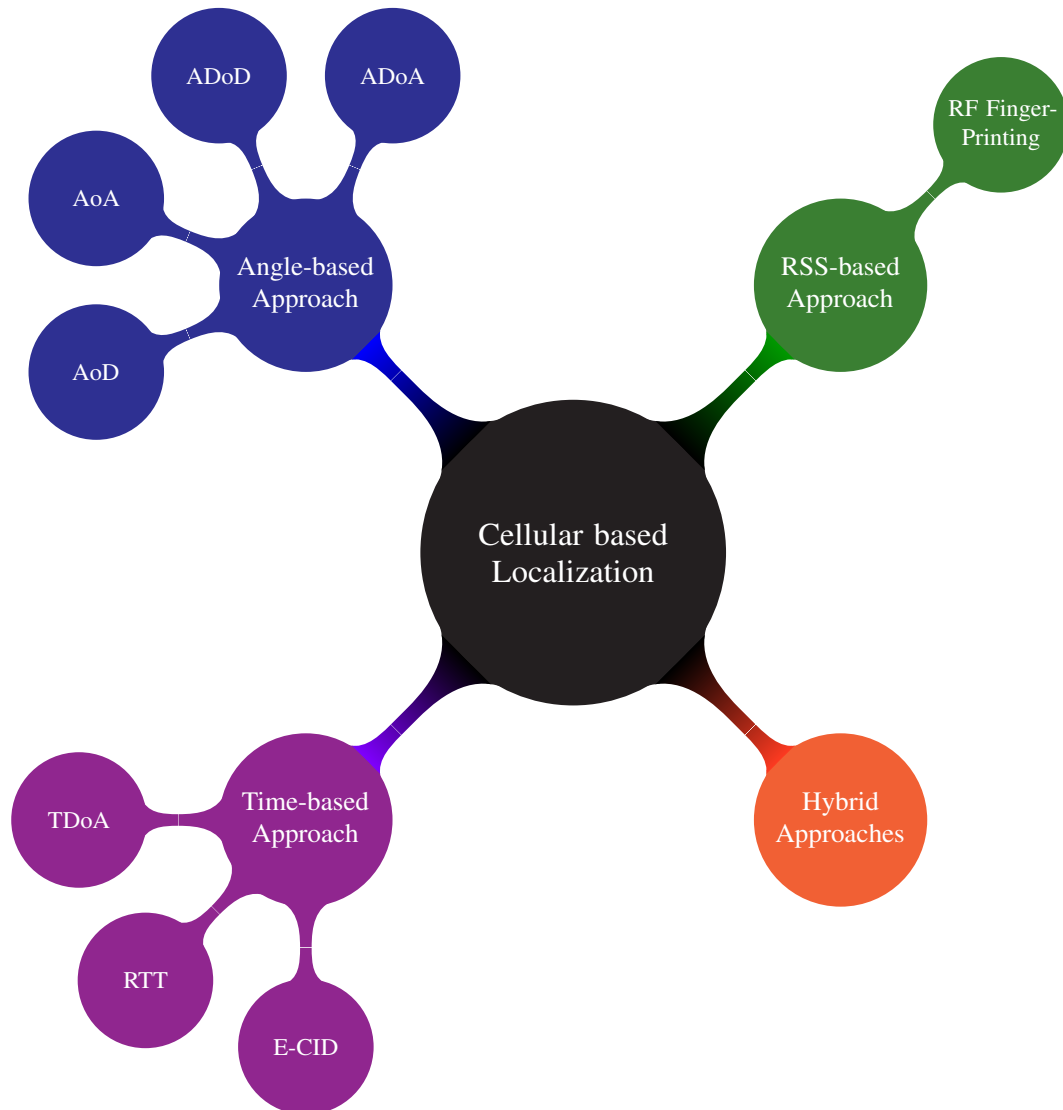 ADoD
ADoA
RF Finger-
Printing
AoA
Angle-based
Approach
RSS-based
Approach
AoD
Cellular based
Localization
TDoA
Time-based
Approach
Hybrid
Approaches
RTT
E-CID